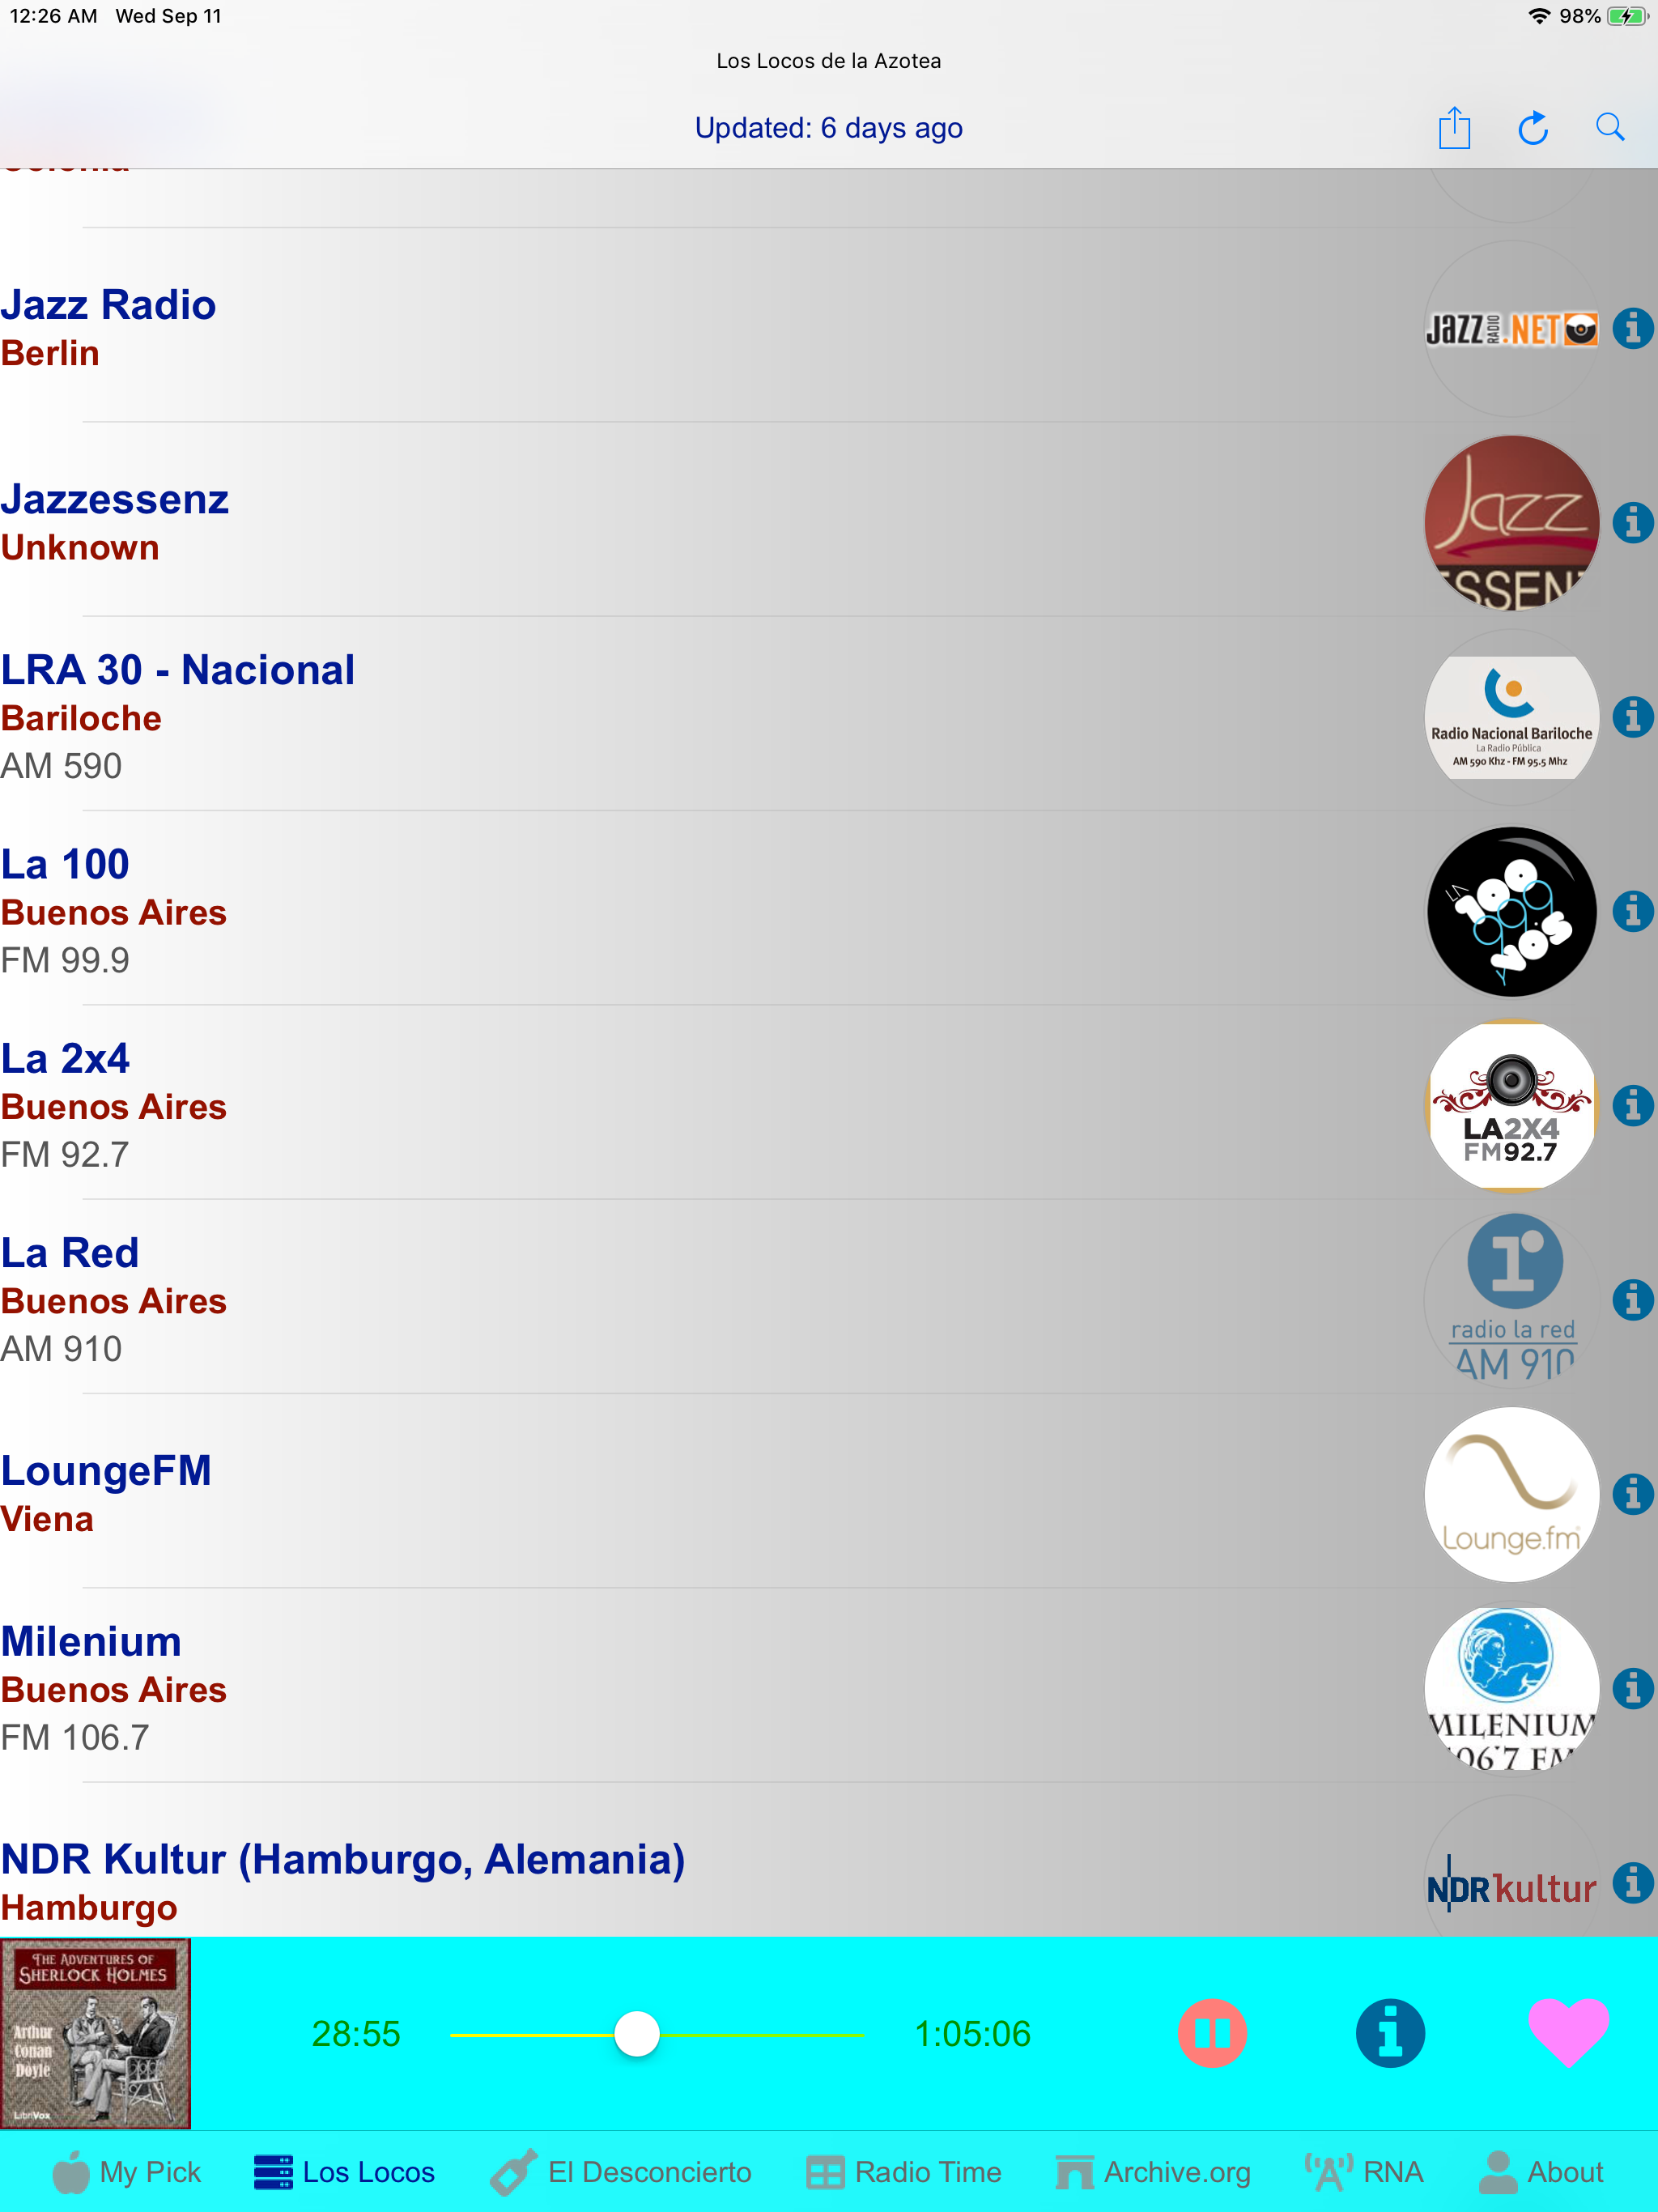 12:26 AM Wed Sep 11
98%
Los Locos de la Azotea
Updated: 6 days ago
Jazz Radio
Berlin
JAZZ RADIO .NET
Jazzessenz
Unknown
Jazz
ESSEN
LRA 30 - Nacional
Bariloche
AM 590
Radio Nacional Bariloche
La Radio Pública
AM 590 Khz - FM 95.5 Mhz
La 100
Buenos Aires
FM 99.9
LA 100
999
y vos
La 2x4
Buenos Aires
FM 92.7
LA2X4
FM92.7
La Red
Buenos Aires
AM 910
radio la red
AM 910
LoungeFM
Viena
Lounge.fm
Milenium
Buenos Aires
FM 106.7
MILENIUM
106.7 FM
NDR Kultur (Hamburgo, Alemania)
Hamburgo
NDR kultur
THE ADVENTURES OF
SHERLOCK HOLMES
Arthur
Conan
Doyle
LibriVox
28:55
1:05:06
My Pick
Los Locos
El Desconcierto
Radio Time
Archive.org
RNA
About